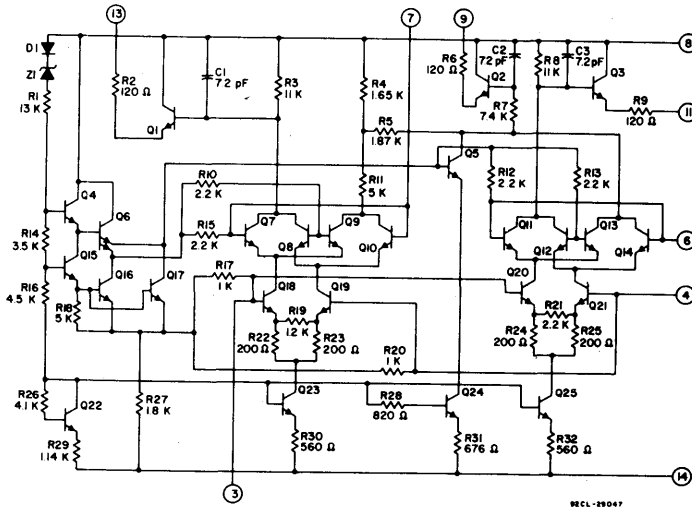 13
7
9
8
D1
Z1
R1
13 K
R2
120 Ω
C1
7.2 pF
Q1
R3
11 K
R4
1.65 K
R5
1.87 K
R6
120 Ω
Q2
C2
72 pF
R7
7.4 K
R8
11 K
C3
7.2 pF
Q3
R9
120 Ω
11
Q4
Q6
R10
2.2 K
R11
5 K
Q5
R12
2.2 K
R13
2.2 K
R14
3.5 K
Q15
Q16
Q17
R15
2.2 K
Q7
Q8
Q9
Q10
Q11
Q12
Q13
Q14
6
R16
4.5 K
R18
5 K
R17
1 K
Q18
Q19
Q20
Q21
4
R19
1.2 K
R22
200 Ω
R23
200 Ω
R20
1 K
R21
2.2 K
R24
200 Ω
R25
200 Ω
R26
4.1 K
Q22
R27
1.8 K
Q23
R28
820 Ω
Q24
Q25
R29
1.14 K
R30
560 Ω
R31
676 Ω
R32
560 Ω
3
14
92CL-29047